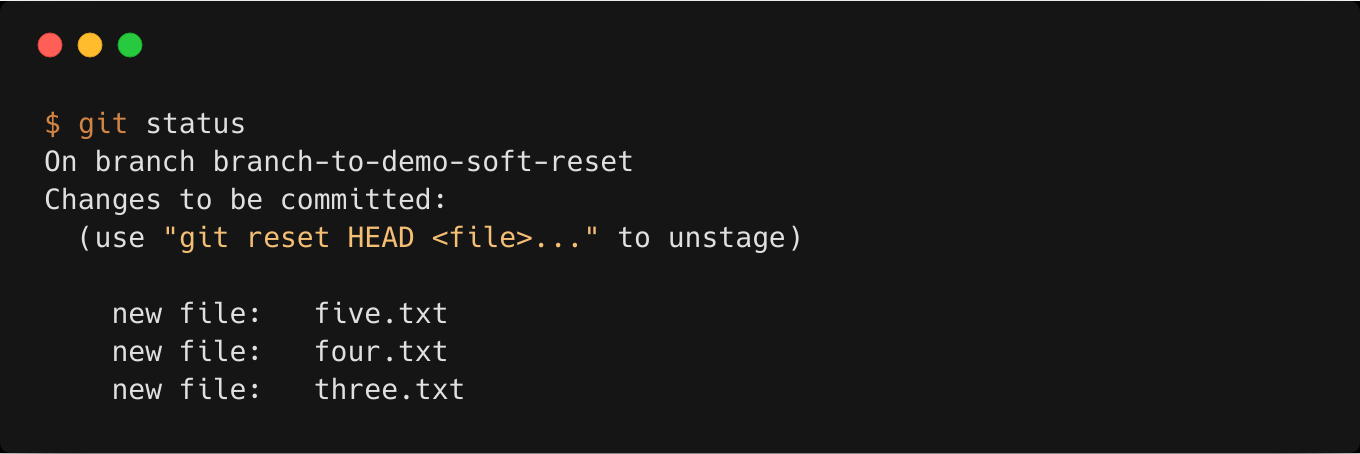 $ git status
On branch branch-to-demo-soft-reset
Changes to be committed:
  (use "git reset HEAD <file>..." to unstage)

    new file:   five.txt
    new file:   four.txt
    new file:   three.txt